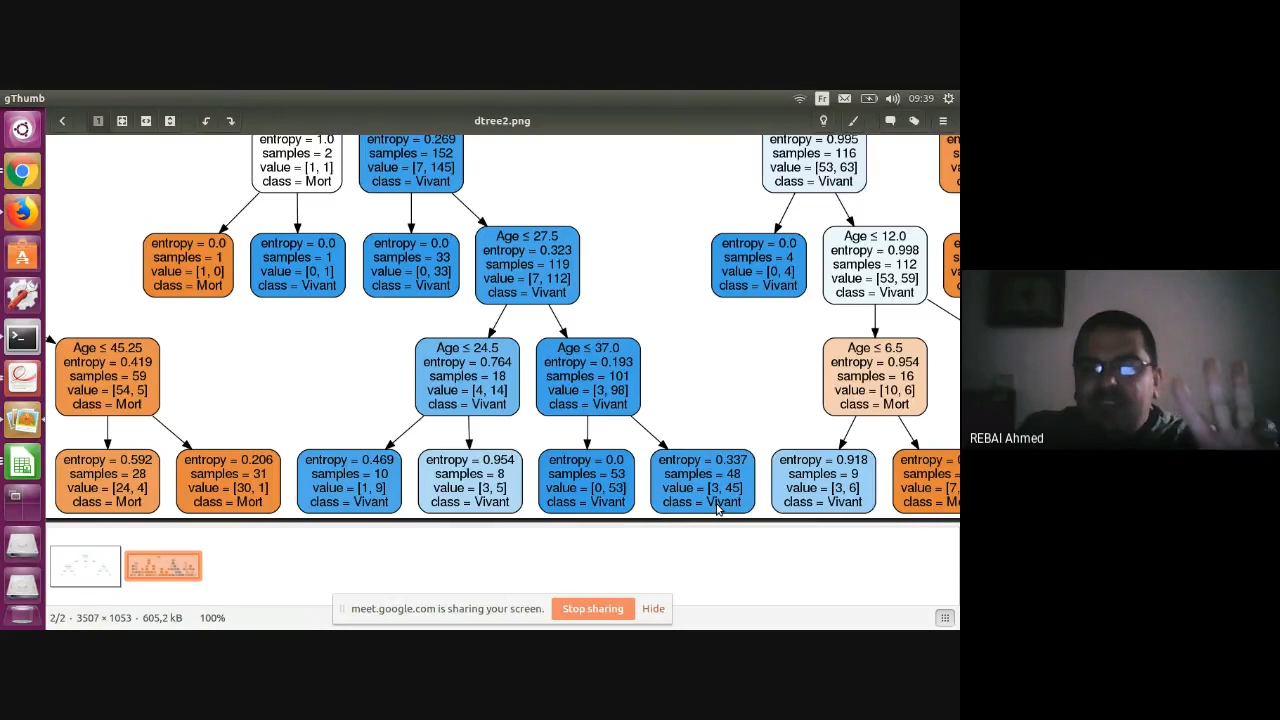 gThumb
Fr
09:39
1
dtree2.png
entropy = 1.0
samples = 2
value = [1, 1]
class = Mort
entropy = 0.269
samples = 152
value = [7, 145]
class = Vivant
entropy = 0.995
samples = 116
value = [53, 63]
class = Vivant
entropy = 0.0
samples = 1
value = [1, 0]
class = Mort
entropy = 0.0
samples = 1
value = [0, 1]
class = Vivant
entropy = 0.0
samples = 33
value = [0, 33]
class = Vivant
Age ≤ 27.5
entropy = 0.323
samples = 119
value = [7, 112]
class = Vivant
entropy = 0.0
samples = 4
value = [0, 4]
class = Vivant
Age ≤ 12.0
entropy = 0.998
samples = 112
value = [53, 59]
class = Vivant
Age ≤ 45.25
entropy = 0.419
samples = 59
value = [54, 5]
class = Mort
Age ≤ 24.5
entropy = 0.764
samples = 18
value = [4, 14]
class = Vivant
Age ≤ 37.0
entropy = 0.193
samples = 101
value = [3, 98]
class = Vivant
Age ≤ 6.5
entropy = 0.954
samples = 16
value = [10, 6]
class = Mort
entropy = 0.592
samples = 28
value = [24, 4]
class = Mort
entropy = 0.206
samples = 31
value = [30, 1]
class = Mort
entropy = 0.469
samples = 10
value = [1, 9]
class = Vivant
entropy = 0.954
samples = 8
value = [3, 5]
class = Vivant
entropy = 0.0
samples = 53
value = [0, 53]
class = Vivant
entropy = 0.337
samples = 48
value = [3, 45]
class = Vivant
entropy = 0.918
samples = 9
value = [3, 6]
class = Vivant
entropy =
samples =
value = [7,
class =
REBAI Ahmed
meet.google.com is sharing your screen.
Stop sharing
Hide
2/2 · 3507 × 1053 · 605,2 kB
100%